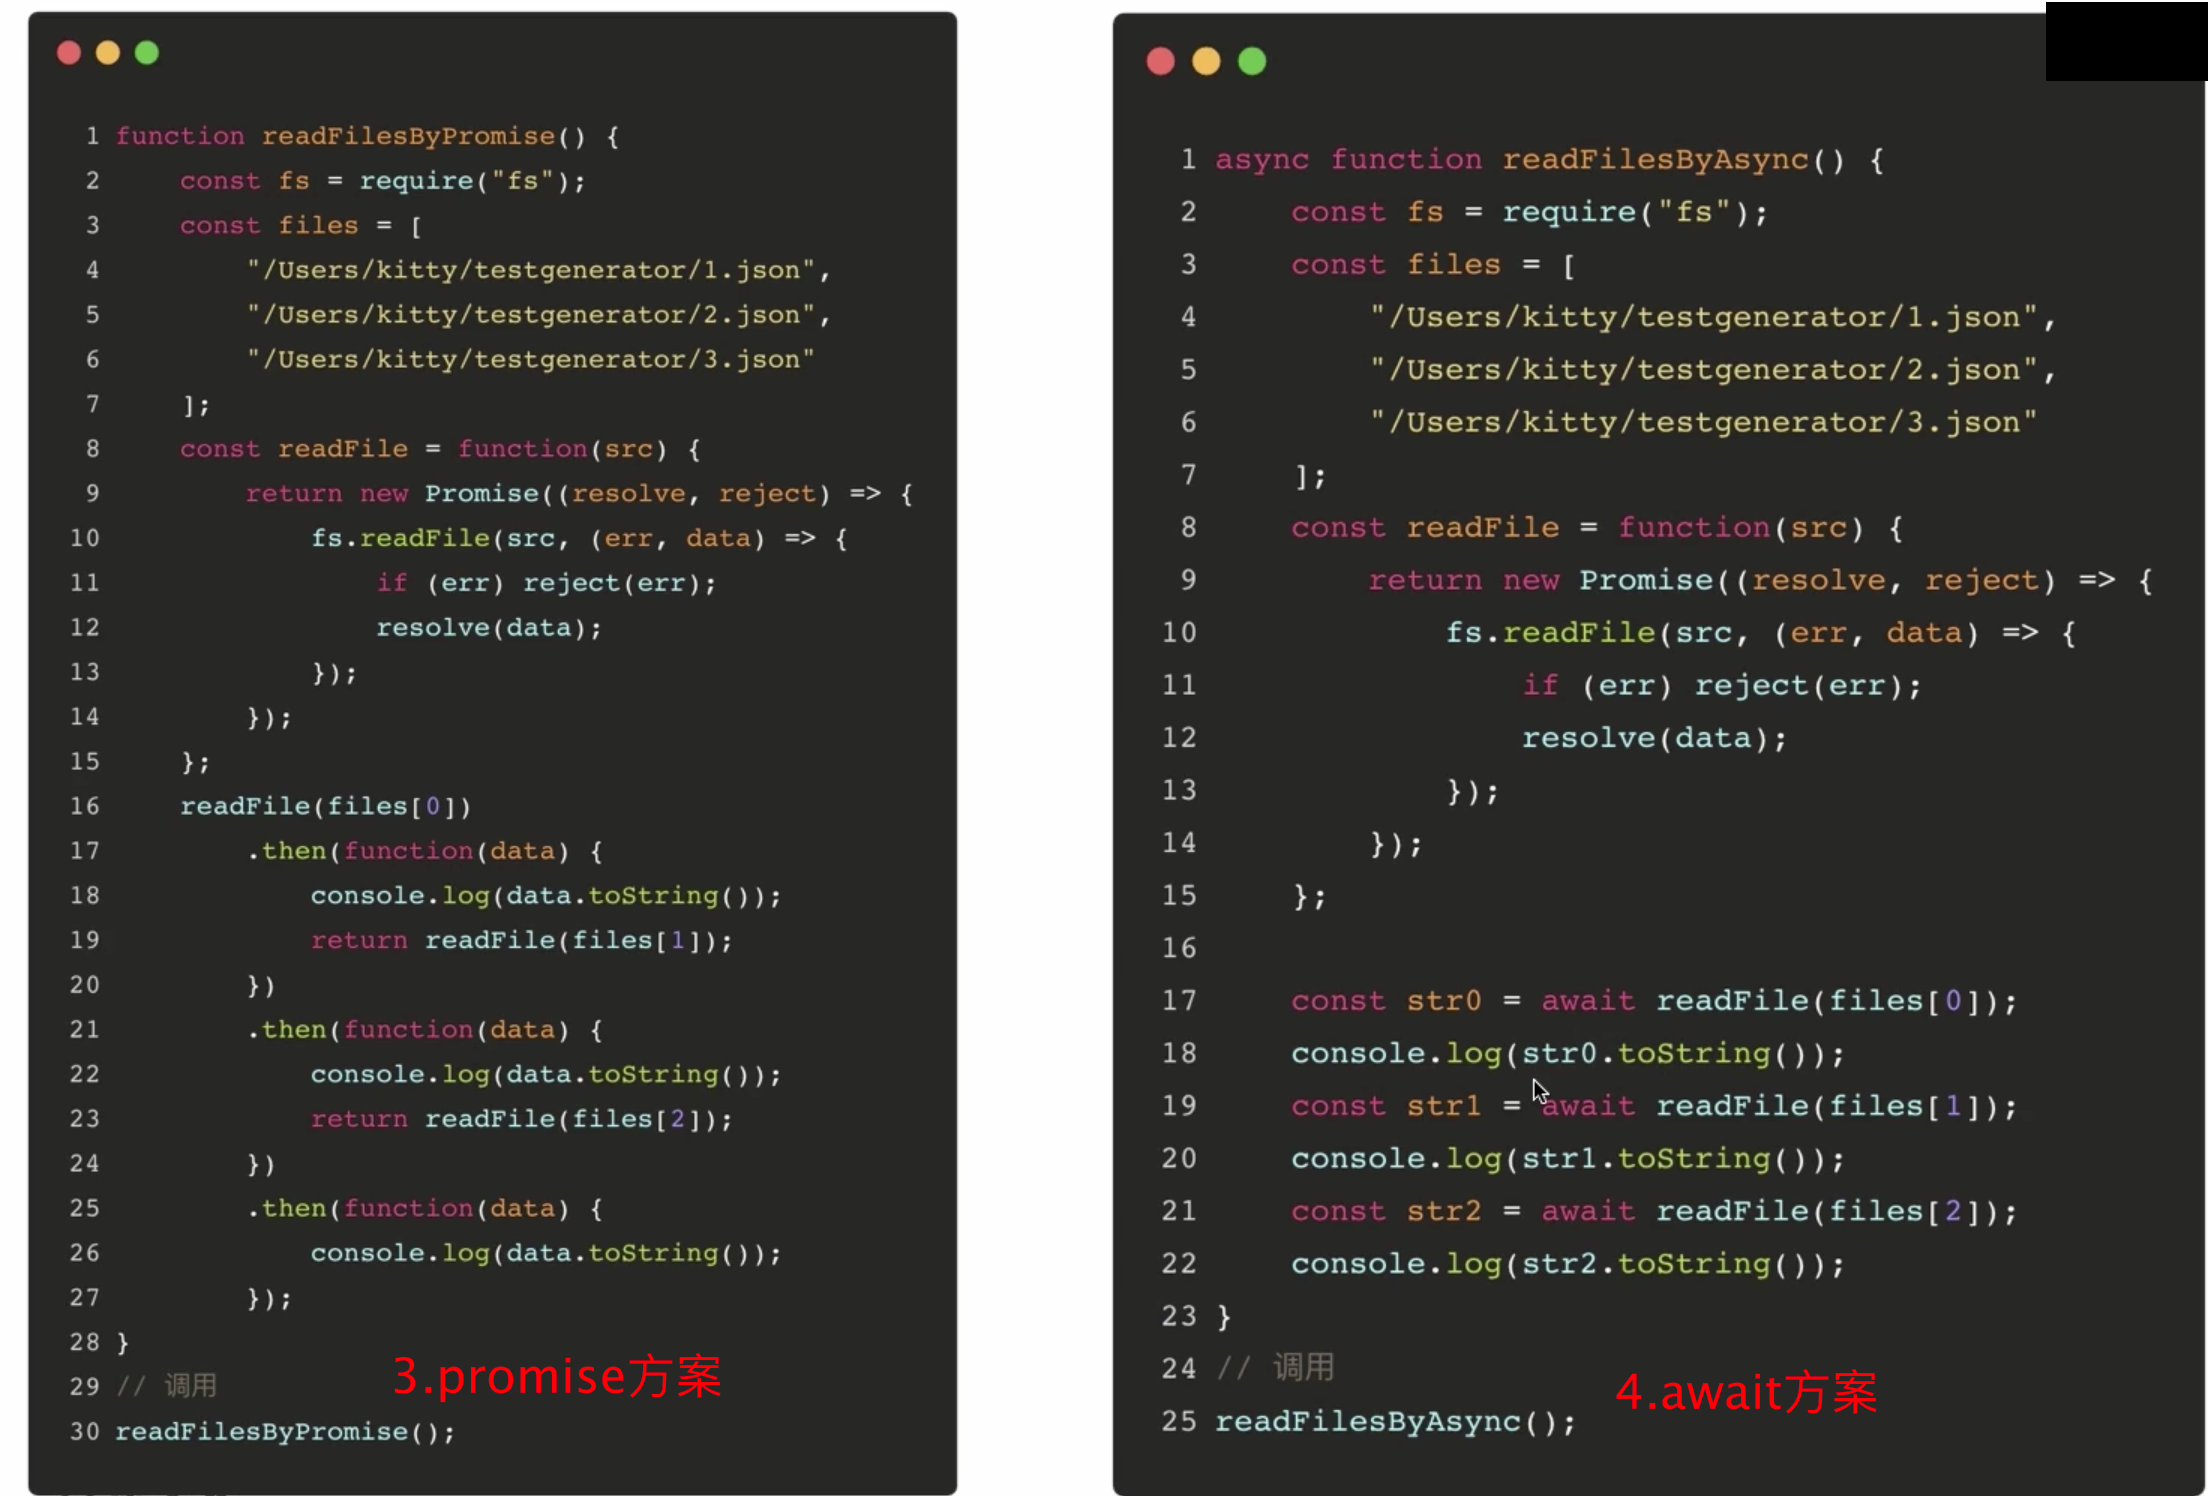 1 function readFilesByPromise() {
2     const fs = require("fs");
3     const files = [
4         "/Users/kitty/testgenerator/1.json",
5         "/Users/kitty/testgenerator/2.json",
6         "/Users/kitty/testgenerator/3.json"
7     ];
8     const readFile = function(src) {
9         return new Promise((resolve, reject) => {
10             fs.readFile(src, (err, data) => {
11                 if (err) reject(err);
12                 resolve(data);
13             });
14         });
15     };
16     readFile(files[0])
17         .then(function(data) {
18             console.log(data.toString());
19             return readFile(files[1]);
20         })
21         .then(function(data) {
22             console.log(data.toString());
23             return readFile(files[2]);
24         })
25         .then(function(data) {
26             console.log(data.toString());
27         });
28 }
29 // 调用
30 readFilesByPromise();
3.promise方案
1 async function readFilesByAsync() {
2     const fs = require("fs");
3     const files = [
4         "/Users/kitty/testgenerator/1.json",
5         "/Users/kitty/testgenerator/2.json",
6         "/Users/kitty/testgenerator/3.json"
7     ];
8     const readFile = function(src) {
9         return new Promise((resolve, reject) => {
10             fs.readFile(src, (err, data) => {
11                 if (err) reject(err);
12                 resolve(data);
13             });
14         });
15     };
16
17     const str0 = await readFile(files[0]);
18     console.log(str0.toString());
19     const str1 = await readFile(files[1]);
20     console.log(str1.toString());
21     const str2 = await readFile(files[2]);
22     console.log(str2.toString());
23 }
24 // 调用
25 readFilesByAsync();
4.await方案